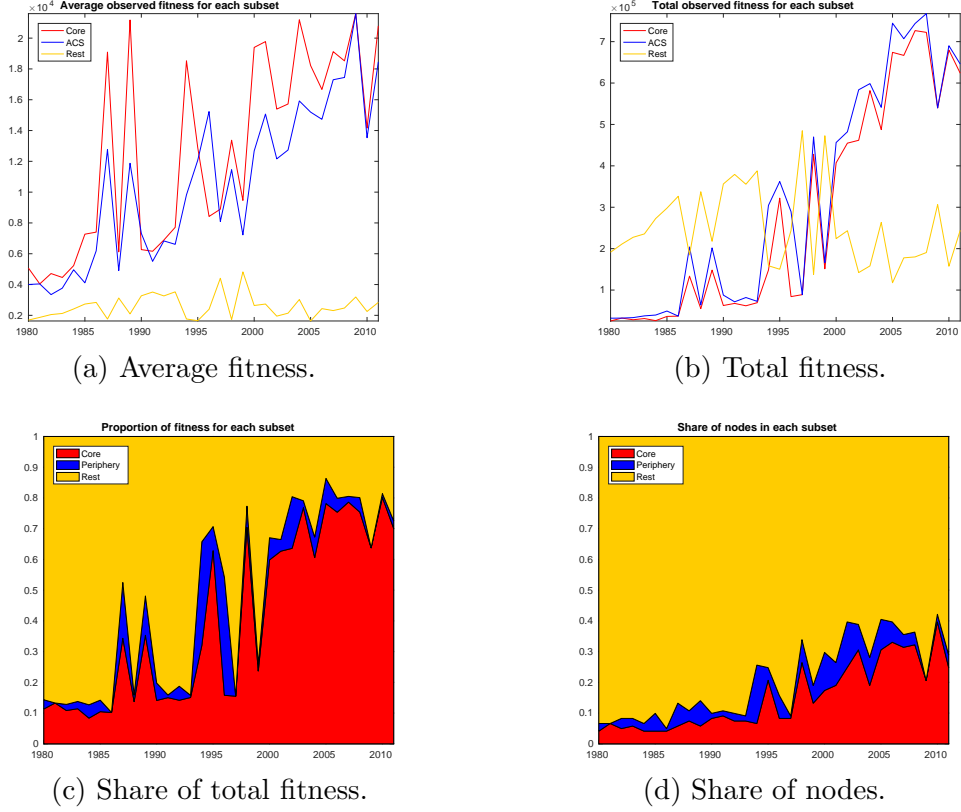 ×10⁴ Average observed fitness for each subset
Core
ACS
Rest
2
1.8
1.6
1.4
1.2
1
0.8
0.6
0.4
0.2
1980 1985 1990 1995 2000 2005 2010
(a) Average fitness.
×10⁵ Total observed fitness for each subset
Core
ACS
Rest
7
6
5
4
3
2
1
1980 1985 1990 1995 2000 2005 2010
(b) Total fitness.
Proportion of fitness for each subset
Core
Periphery
Rest
1
0.9
0.8
0.7
0.6
0.5
0.4
0.3
0.2
0.1
0
1980 1985 1990 1995 2000 2005 2010
(c) Share of total fitness.
Share of nodes in each subset
Core
Periphery
Rest
1
0.9
0.8
0.7
0.6
0.5
0.4
0.3
0.2
0.1
0
1980 1985 1990 1995 2000 2005 2010
(d) Share of nodes.